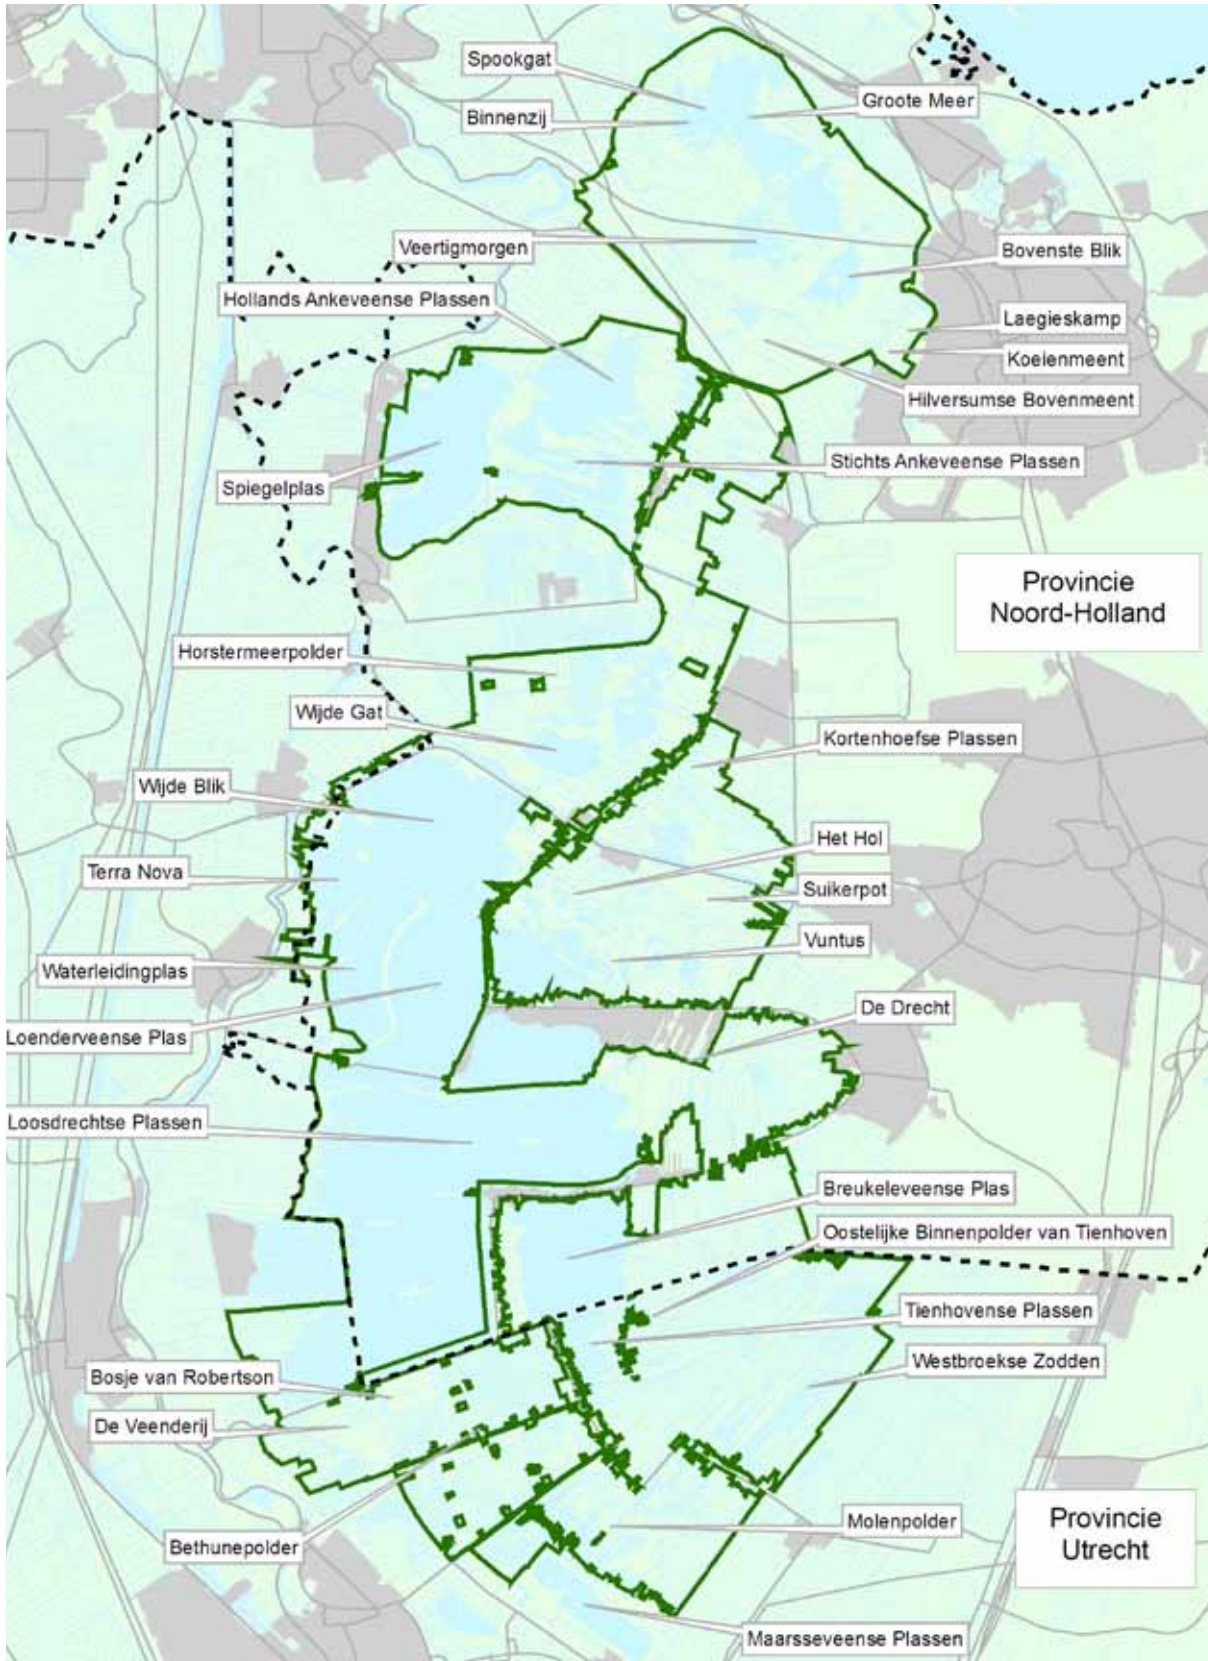 Spookgat
Groote Meer
Binnenzij
Veertigmorgen
Bovenste Blik
Hollands Ankeveense Plassen
Laegieskamp
Koeienmeent
Hilversumse Bovenmeent
Stichts Ankeveense Plassen
Spiegelplas
Provincie
Noord-Holland
Horstermeerpolder
Wijde Gat
Kortenhoefse Plassen
Wijde Blik
Het Hol
Terra Nova
Suikerpot
Vuntus
Waterleidingplas
De Drecht
Loenderveense Plas
Loosdrechtse Plassen
Breukeleveense Plas
Oostelijke Binnenpolder van Tienhoven
Tienhovense Plassen
Westbroekse Zodden
Bosje van Robertson
De Veenderij
Molenpolder
Provincie
Utrecht
Bethunepolder
Maarsseveense Plassen